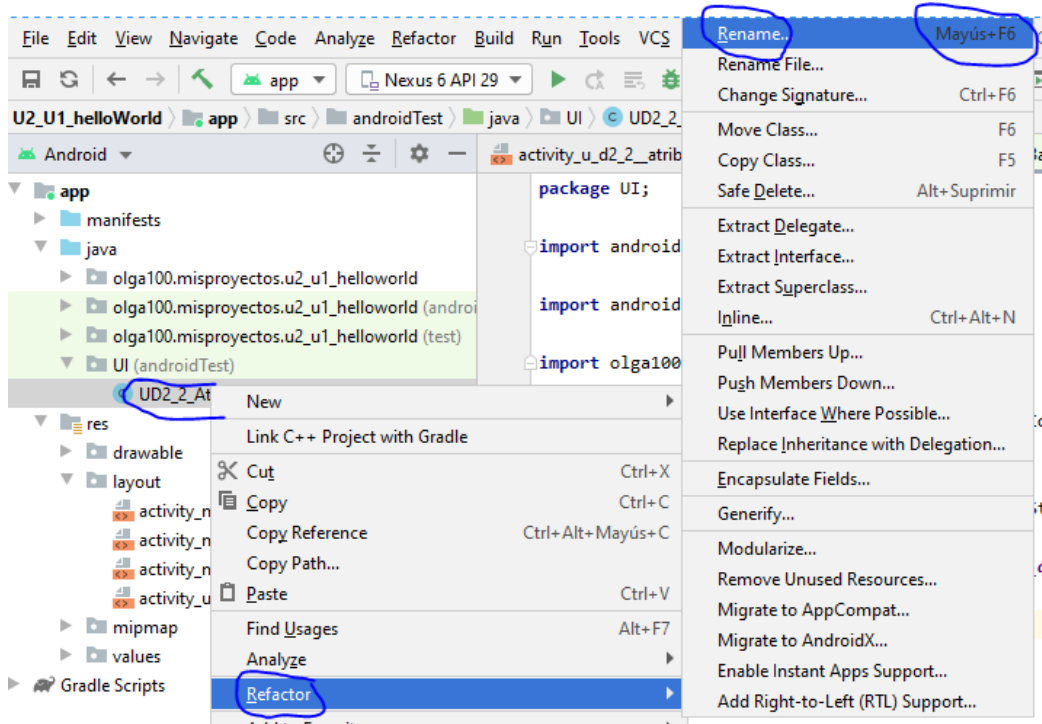 File Edit View Navigate Code Analyze Refactor Build Run Tools VCS
app Nexus 6 API 29
U2_U1_helloWorld app src androidTest java UI UD2_2_
Android
activity_u_d2_2__atrib
app
manifests
java
olga100.misproyectos.u2_u1_helloworld
olga100.misproyectos.u2_u1_helloworld (androi
olga100.misproyectos.u2_u1_helloworld (test)
UI (androidTest)
UD2_2_At
res
drawable
layout
activity_n
activity_n
activity_n
activity_u
mipmap
values
Gradle Scripts
package UI;
import android
import android
import olga100
New
Link C++ Project with Gradle
Cut Ctrl+X
Copy Ctrl+C
Copy Reference Ctrl+Alt+Mayús+C
Copy Path...
Paste Ctrl+V
Find Usages Alt+F7
Analyze
Refactor
Rename... Mayús+F6
Rename File...
Change Signature... Ctrl+F6
Move Class... F6
Copy Class... F5
Safe Delete... Alt+Suprimir
Extract Delegate...
Extract Interface...
Extract Superclass...
Inline... Ctrl+Alt+N
Pull Members Up...
Push Members Down...
Use Interface Where Possible...
Replace Inheritance with Delegation...
Encapsulate Fields...
Generify...
Modularize...
Remove Unused Resources...
Migrate to AppCompat...
Migrate to AndroidX...
Enable Instant Apps Support...
Add Right-to-Left (RTL) Support...